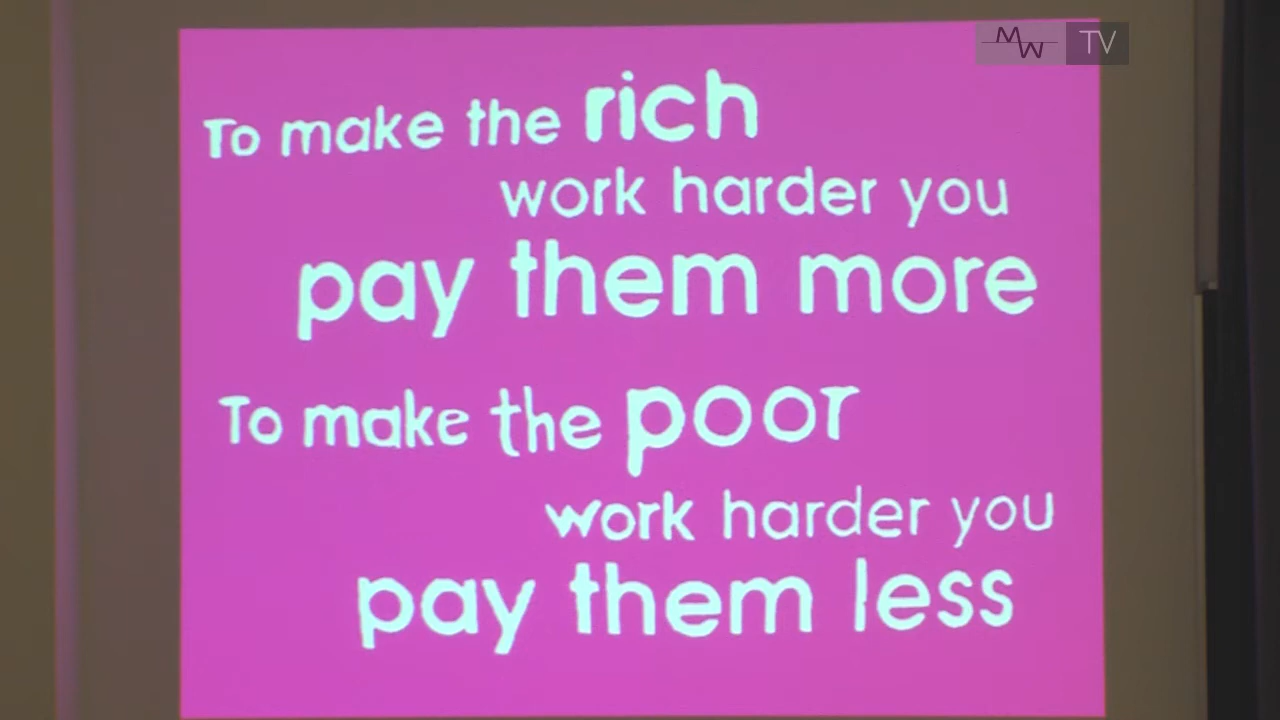 MW TV
To make the rich
work harder you
pay them more
To make the poor
work harder you
pay them less